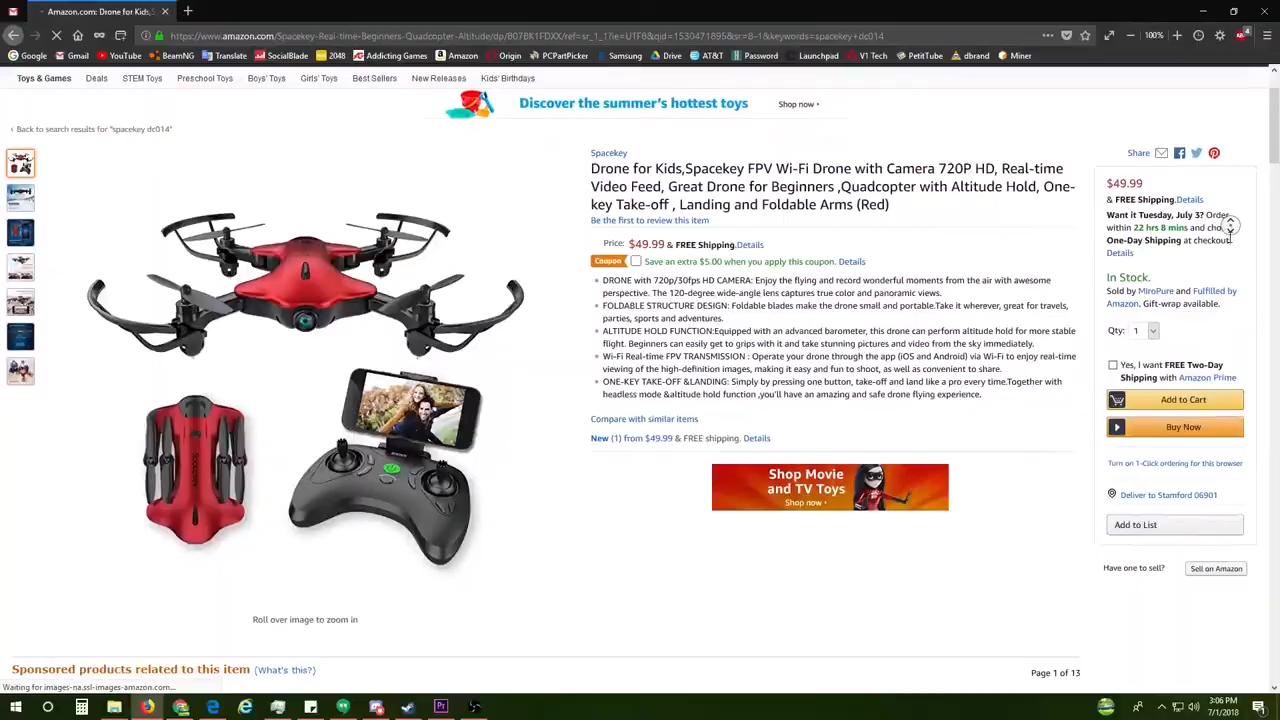 Amazon.com: Drone for Kids,S
https://www.amazon.com/Spacekey-Real-time-Beginners-Quadcopter-Altitude/dp/B07BK1FDXX/ref=sr_1_1?ie=UTF8&qid=1530471895&sr=8-1&keywords=spacekey+dc014
100%
Google Gmail YouTube BeamNG Translate SlitherBlade 2048 Addicting Games Amazon Origin PCPartPicker Samsung Drive AT&T Password Launchpad V1 Tech PetitTube dbrand Miner
Toys & Games Deals STEM Toys Preschool Toys Boys' Toys Girls' Toys Best Sellers New Releases Kids' Birthdays
Discover the summer's hottest toys Shop now
‹ Back to search results for "spacekey dc014"
Share
Spacekey
Drone for Kids,Spacekey FPV Wi-Fi Drone with Camera 720P HD, Real-time
Video Feed, Great Drone for Beginners ,Quadcopter with Altitude Hold, One-
key Take-off , Landing and Foldable Arms (Red)
Be the first to review this item
Price: $49.99 & FREE Shipping.Details
Coupon Save an extra $5.00 when you apply this coupon. Details
DRONE with 720p/30fps HD CAMERA: Enjoy the flying and record wonderful moments from the air with awesome
perspective. The 120-degree wide-angle lens captures true color and panoramic views.
FOLDABLE STRUCTURE DESIGN: Foldable blades make the drone small and portable.Take it wherever, great for travels,
parties, sports and adventures.
ALTITUDE HOLD FUNCTION:Equipped with an advanced barometer, this drone can perform altitude hold for more stable
flight. Beginners can easily get to grips with it and take stunning pictures and video from the sky immediately.
Wi-Fi Real-time FPV TRANSMISSION : Operate your drone through the app (iOS and Android) via Wi-Fi to enjoy real-time
viewing of the high-definition images, making it easy and fun to shoot, as well as convenient to share.
ONE-KEY TAKE-OFF &LANDING: Simply by pressing one button, take-off and land like a pro every time.Together with
headless mode &altitude hold function ,you'll have an amazing and safe drone flying experience.
Compare with similar items
New (1) from $49.99 & FREE shipping. Details
Shop Movie
and TV Toys
Shop now
$49.99
& FREE Shipping.Details
Want it Tuesday, July 3? Order
within 22 hrs 8 mins and
One-Day Shipping at checkout.
Details
In Stock.
Sold by MIroPure and Fulfilled by
Amazon. Gift-wrap available.
Qty: 1
Yes, I want FREE Two-Day
Shipping with Amazon Prime
Add to Cart
Buy Now
Turn on 1-Click ordering for this browser
Deliver to Stamford 06901
Add to List
Have one to sell? Sell on Amazon
Roll over image to zoom in
Sponsored products related to this item (What's this?)
Page 1 of 13
Waiting for images-na.ssl-images-amazon.com...
3:06 PM
7/1/2018